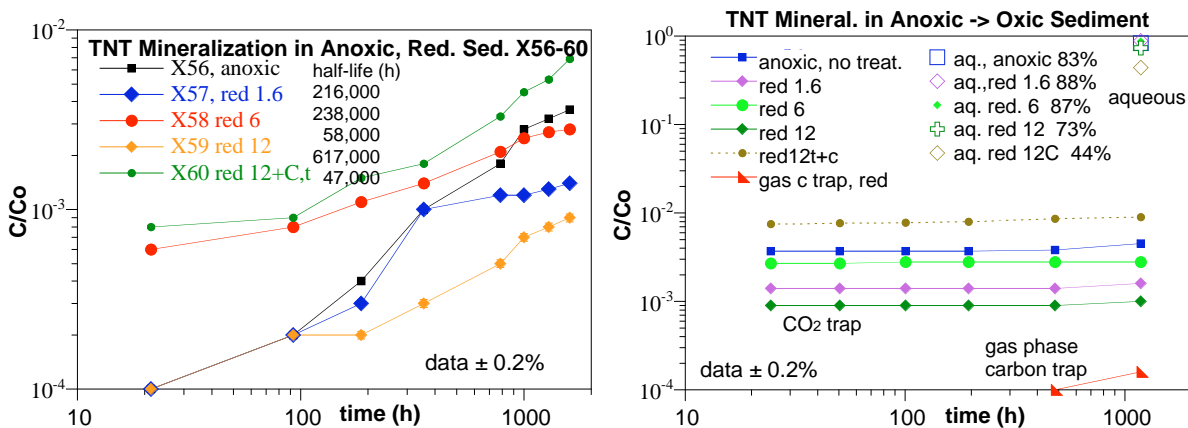 TNT Mineralization in Anoxic, Red. Sed. X56-60
X56, anoxic
X57, red 1.6
X58 red 6
X59 red 12
X60 red 12+C,t
half-life (h)
216,000
238,000
58,000
617,000
47,000
10-2
10-3
10-4
C/Co
data ± 0.2%
10
100
1000
time (h)
TNT Mineral. in Anoxic -> Oxic Sediment
anoxic, no treat.
red 1.6
red 6
red 12
red12t+c
gas c trap, red
aq., anoxic 83%
aq.,red 1.6 88%
aq. red. 6 87%
aq. red 12 73%
aq. red 12C 44%
aqueous
100
10-1
10-2
10-3
10-4
C/Co
CO2 trap
gas phase
carbon trap
data ± 0.2%
10
100
1000
time (h)